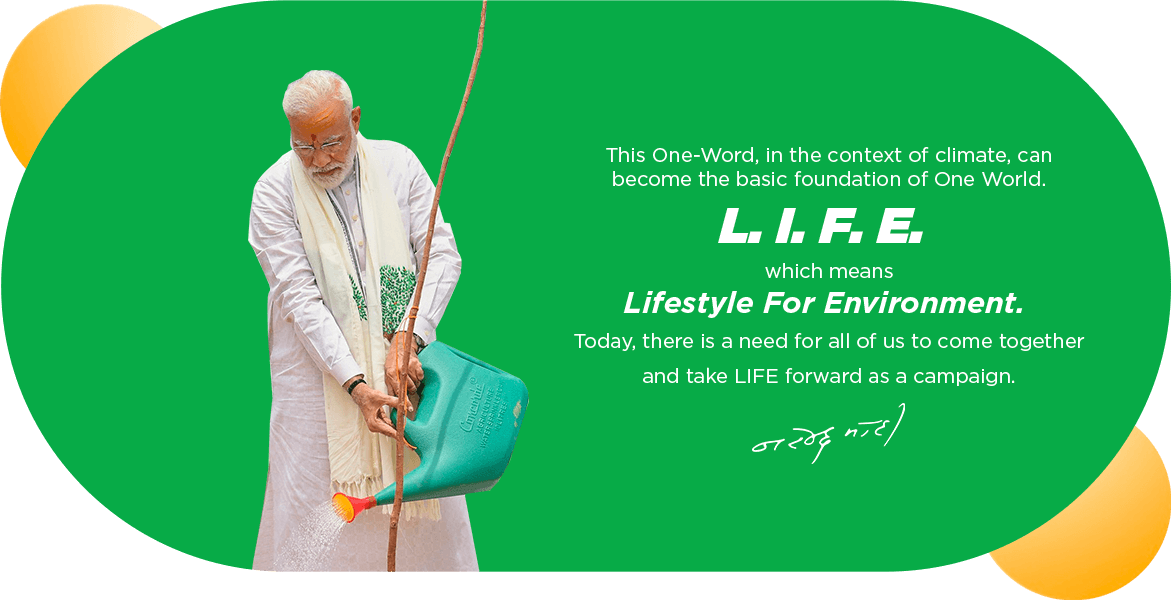 This One-Word, in the context of climate, can
become the basic foundation of One World.
L. I. F. E.
which means
Lifestyle For Environment.
Today, there is a need for all of us to come together
and take LIFE forward as a campaign.